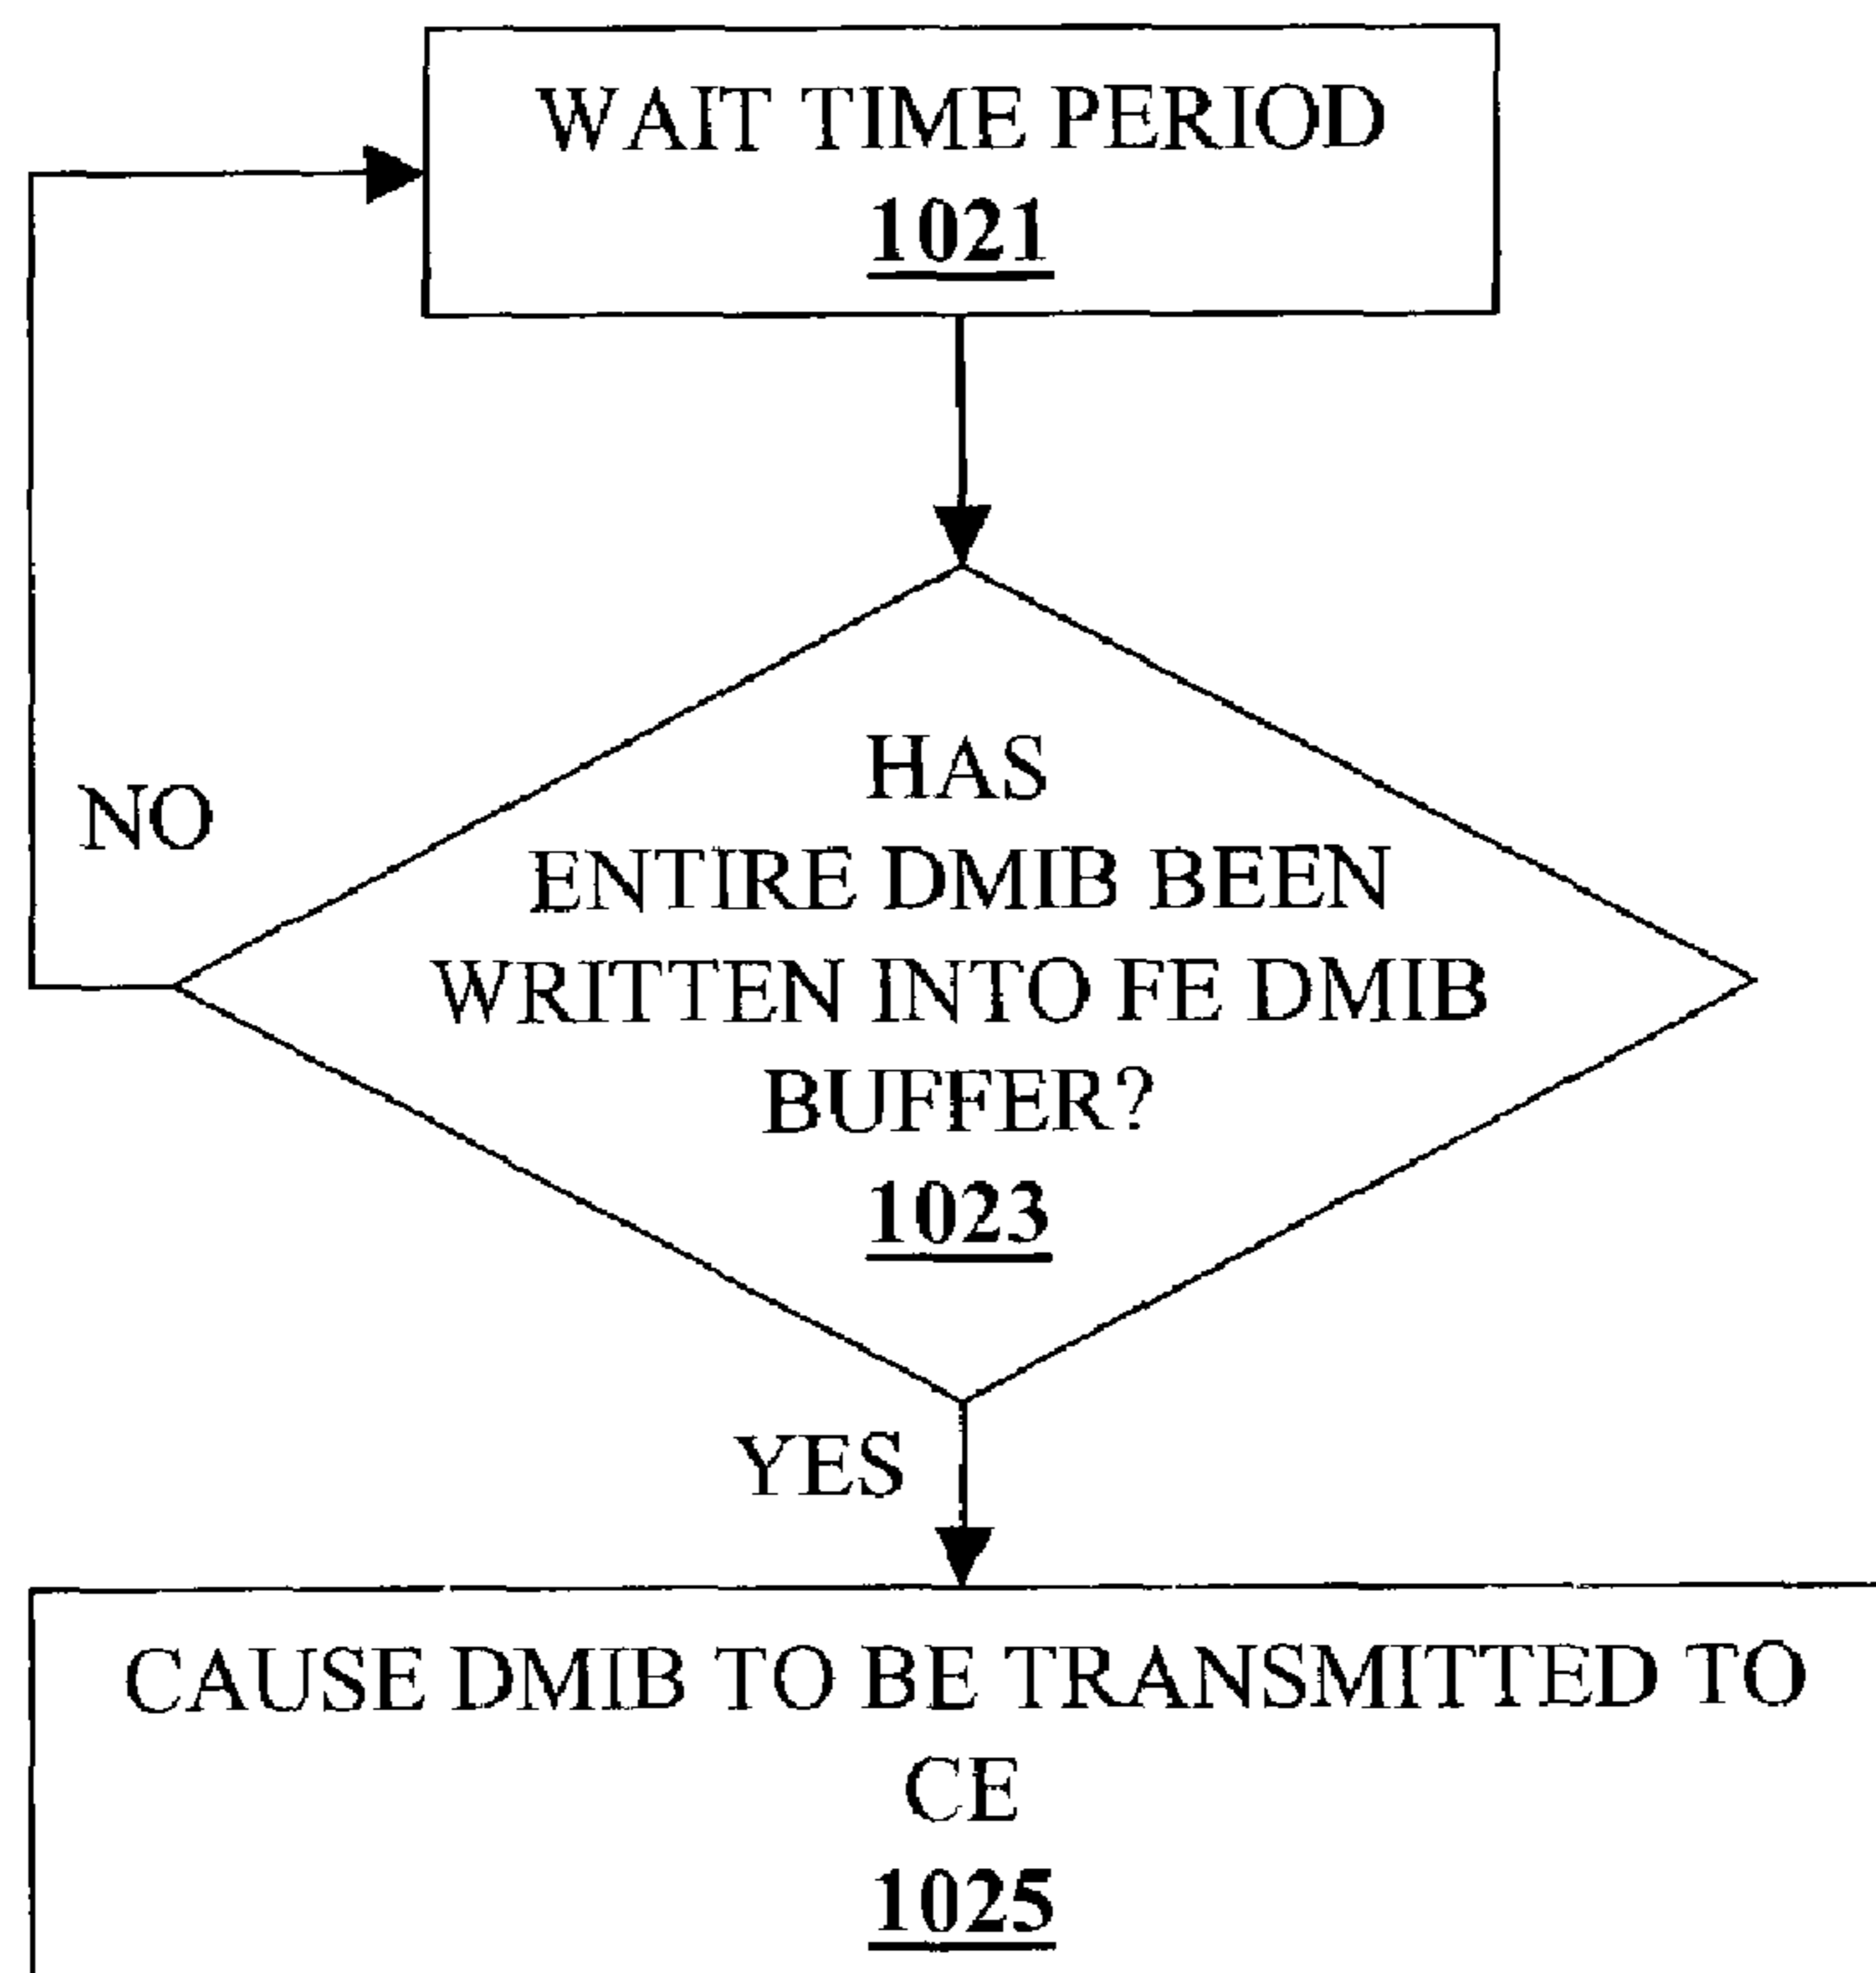 WAIT TIME PERIOD
1021
HAS
ENTIRE DMIB BEEN
WRITTEN INTO FE DMIB
BUFFER?
1023
NO
YES
CAUSE DMIB TO BE TRANSMITTED TO
CE
1025